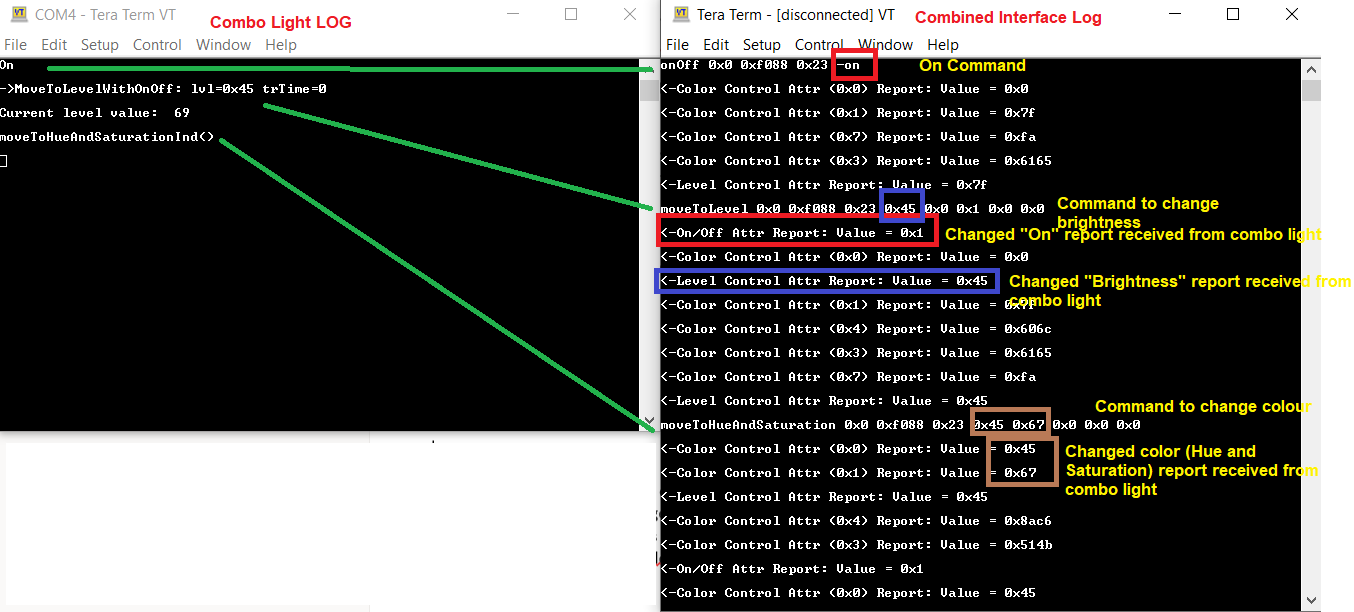 COM4 - Tera Term VT
Combo Light LOG
File Edit Setup Control Window Help
On
->MoveToLevelWithOnOff: lvl=0x45 trTime=0
Current level value: 69
moveToHueAndSaturationInd()
Tera Term - [disconnected] VT
Combined Interface Log
File Edit Setup Control Window Help
onOff 0x0 0xf088 0x23 -on
On Command
<-Color Control Attr (0x0) Report: Value = 0x0
<-Color Control Attr (0x1) Report: Value = 0x7f
<-Color Control Attr (0x7) Report: Value = 0xfa
<-Color Control Attr (0x3) Report: Value = 0x6165
<-Level Control Attr Report: Value = 0x7f
moveToLevel 0x0 0xf088 0x23 0x45 0x0 0x1 0x0 0x0
Command to change
brightness
<-On/Off Attr Report: Value = 0x1
Changed "On" report received from combo light
<-Color Control Attr (0x0) Report: Value = 0x0
<-Level Control Attr Report: Value = 0x45
Changed "Brightness" report received from
combo light
<-Color Control Attr (0x1) Report: Value = 0x7f
<-Color Control Attr (0x4) Report: Value = 0x606c
<-Color Control Attr (0x3) Report: Value = 0x6165
<-Color Control Attr (0x7) Report: Value = 0xfa
<-Level Control Attr Report: Value = 0x45
Command to change colour
moveToHueAndSaturation 0x0 0xf088 0x23 0x45 0x67 0x0 0x0 0x0
<-Color Control Attr (0x0) Report: Value = 0x45
<-Color Control Attr (0x1) Report: Value = 0x67
Changed color (Hue and
Saturation) report received from
combo light
<-Level Control Attr Report: Value = 0x45
<-Color Control Attr (0x4) Report: Value = 0x8ac6
<-Color Control Attr (0x3) Report: Value = 0x514b
<-On/Off Attr Report: Value = 0x1
<-Color Control Attr (0x0) Report: Value = 0x45